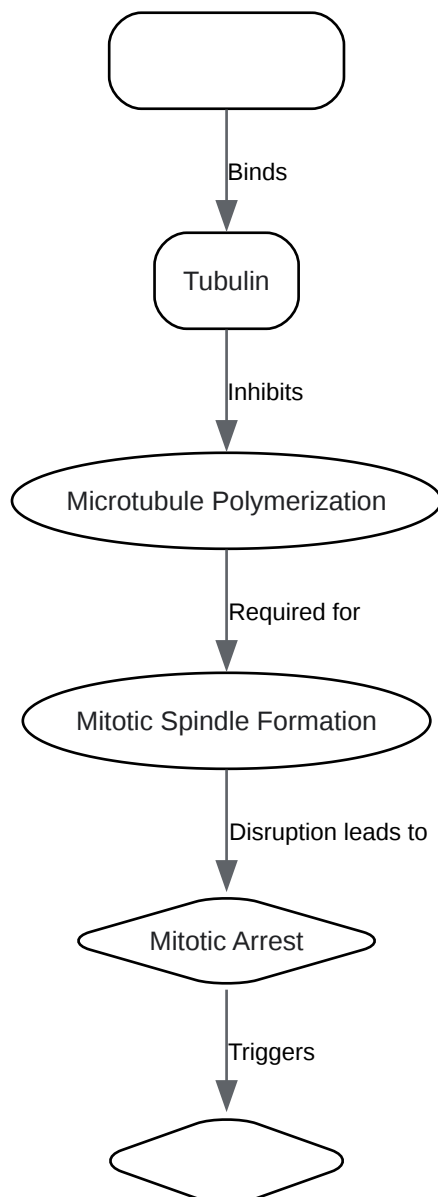 Binds
Tubulin
Inhibits
Microtubule Polymerization
Required for
Mitotic Spindle Formation
Disruption leads to
Mitotic Arrest
Triggers